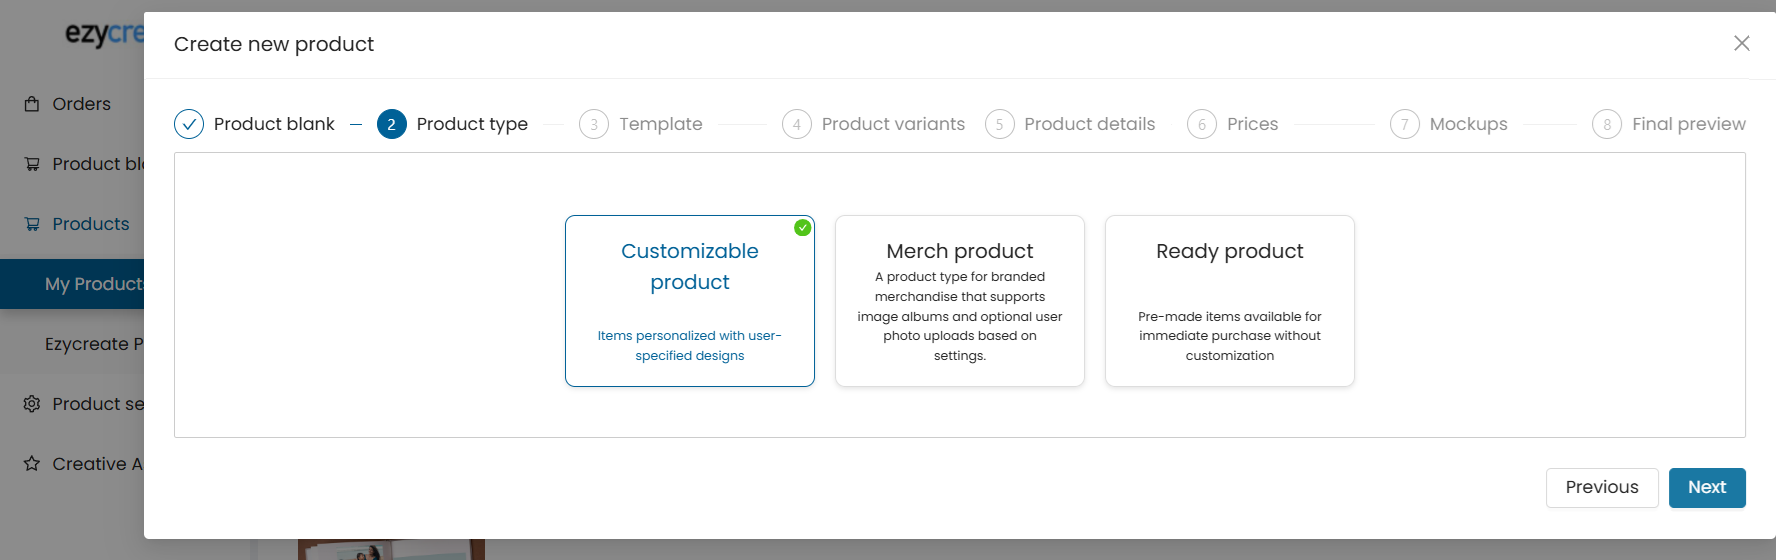 ezycre
Create new product
Orders
Product blank
2
Product type
3
Template
4
Product variants
5
Product details
6
Prices
7
Mockups
8
Final preview
Product bl
Products
My Products
Ezycreate P
Product se
Creative A
Customizable
product
Items personalized with user-
specified designs
Merch product
A product type for branded
merchandise that supports
image albums and optional user
photo uploads based on
settings.
Ready product
Pre-made items available for
immediate purchase without
customization
Previous
Next